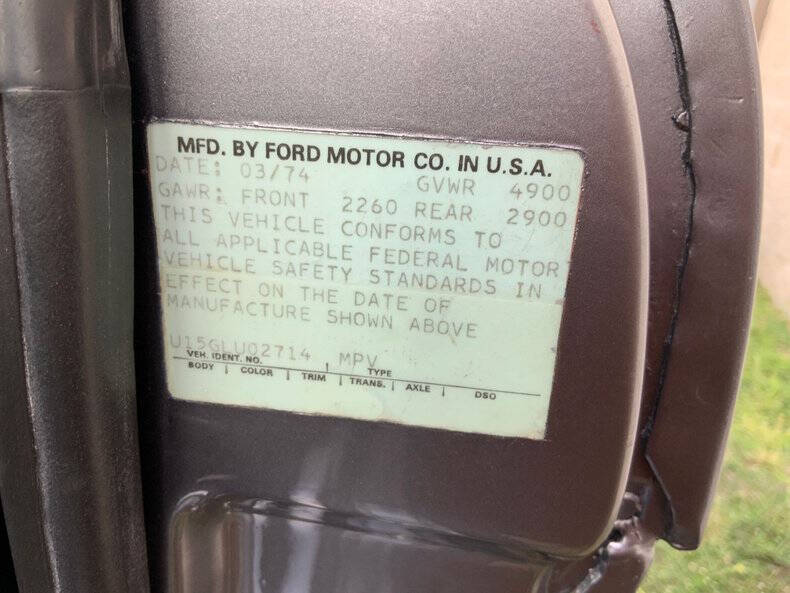 MFD. BY FORD MOTOR CO. IN U.S.A.
DATE: 03/74 GVWR 4900
GAWR: FRONT 2260 REAR 2900
THIS VEHICLE CONFORMS TO
ALL APPLICABLE FEDERAL MOTOR
VEHICLE SAFETY STANDARDS IN
EFFECT ON THE DATE OF
MANUFACTURE SHOWN ABOVE
U15GLU02714 MPV
VEH. IDENT. NO. TYPE
BODY COLOR TRIM TRANS. AXLE DSO